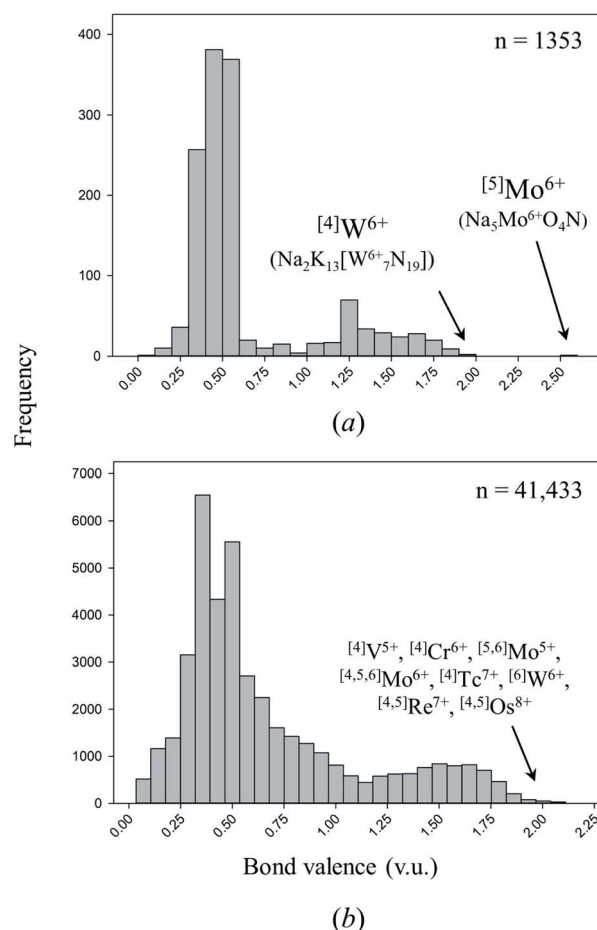 400
300
200
100
0
n = 1353
[4]W6+
(Na2K13[W6+7N19])
[5]Mo6+
(Na5Mo6+O4N)
0.00 0.25 0.50 0.75 1.00 1.25 1.50 1.75 2.00 2.25 2.50
(a)
Frequency
7000
6000
5000
4000
3000
2000
1000
0
n = 41,433
[4]V5+, [4]Cr6+, [5,6]Mo5+,
[4,5,6]Mo6+, [4]Tc7+, [6]W6+,
[4,5]Re7+, [4,5]Os8+
0.00 0.25 0.50 0.75 1.00 1.25 1.50 1.75 2.00 2.25
Bond valence (v.u.)
(b)